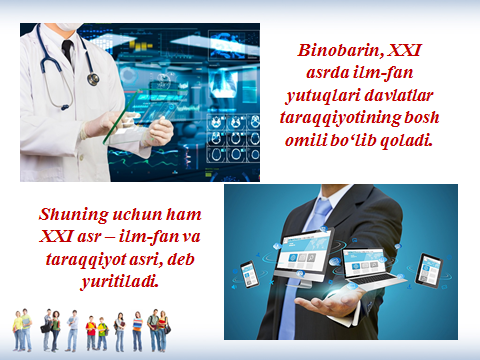 Binobarin, XXI
asrda ilm-fan
yutuqlari davlatlar
taraqqiyotining bosh
omili bo‘lib qoladi.
Shuning uchun ham
XXI asr – ilm-fan va
taraqqiyot asri, deb
yuritiladi.